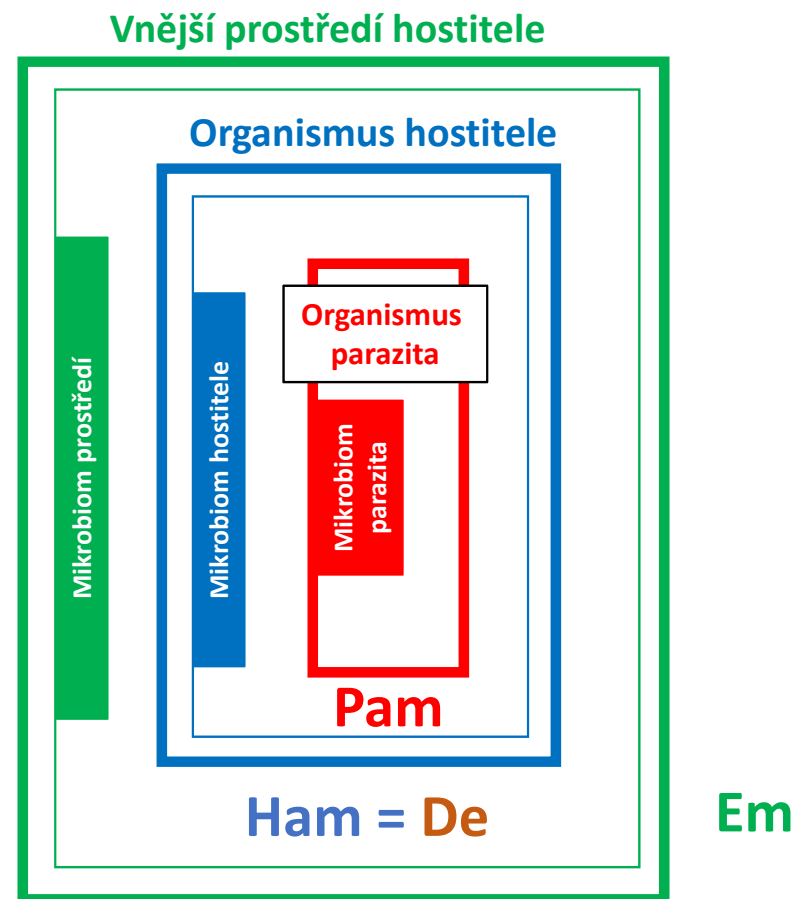 Vnější prostředí hostitele
Organismus hostitele
Organismus
parazita
Mikrobiom prostředí
Mikrobiom hostitele
Mikrobiom
parazita
Pam
Ham = De
Em